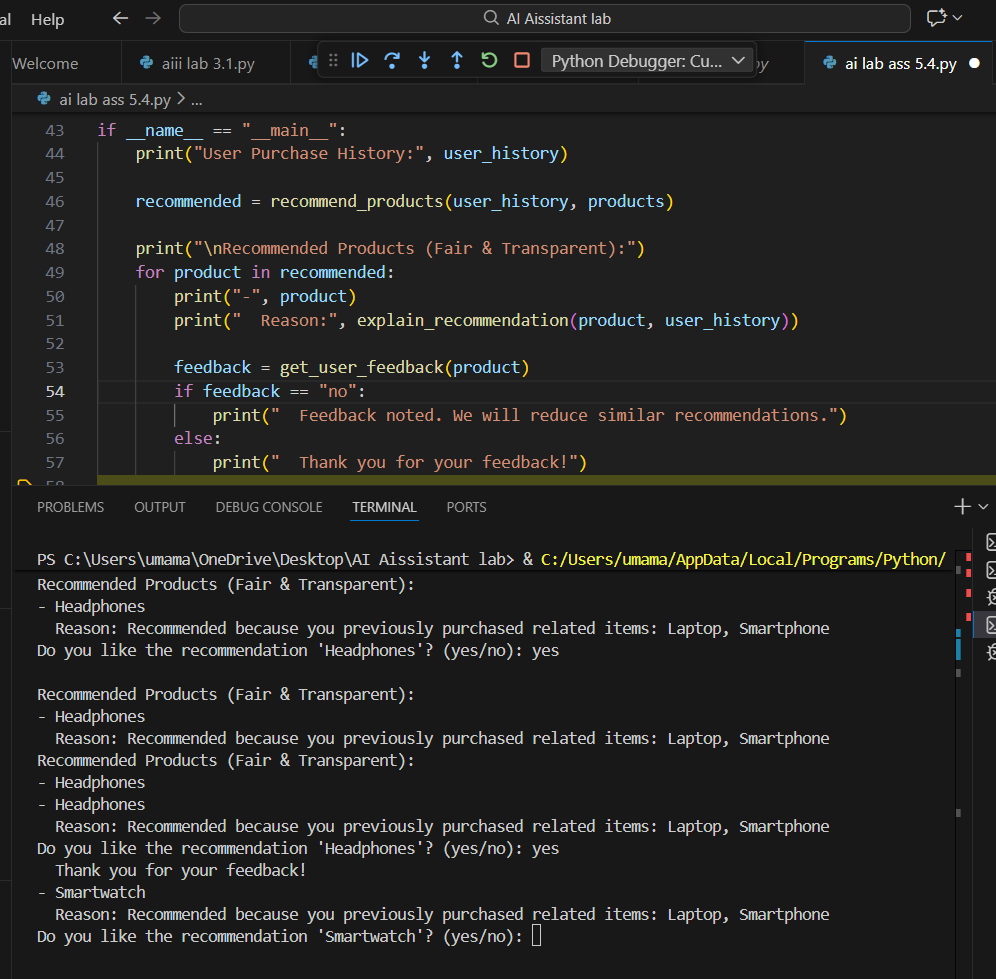 al Help AI Aissistant lab
Welcome aiii lab 3.1.py Python Debugger: Cu... py ai lab ass 5.4.py
ai lab ass 5.4.py > ...
43 if __name__ == "__main__":
44 print("User Purchase History:", user_history)
45
46 recommended = recommend_products(user_history, products)
47
48 print("\nRecommended Products (Fair & Transparent):")
49 for product in recommended:
50 print("-", product)
51 print("  Reason:", explain_recommendation(product, user_history))
52
53 feedback = get_user_feedback(product)
54 if feedback == "no":
55 print("  Feedback noted. We will reduce similar recommendations.")
56 else:
57 print("  Thank you for your feedback!")
58
PROBLEMS OUTPUT DEBUG CONSOLE TERMINAL PORTS
PS C:\Users\umama\OneDrive\Desktop\AI Aissistant lab> & C:/Users/umama/AppData/Local/Programs/Python/
Recommended Products (Fair & Transparent):
- Headphones
  Reason: Recommended because you previously purchased related items: Laptop, Smartphone
Do you like the recommendation 'Headphones'? (yes/no): yes
Recommended Products (Fair & Transparent):
- Headphones
  Reason: Recommended because you previously purchased related items: Laptop, Smartphone
Recommended Products (Fair & Transparent):
- Headphones
- Headphones
  Reason: Recommended because you previously purchased related items: Laptop, Smartphone
Do you like the recommendation 'Headphones'? (yes/no): yes
  Thank you for your feedback!
- Smartwatch
  Reason: Recommended because you previously purchased related items: Laptop, Smartphone
Do you like the recommendation 'Smartwatch'? (yes/no):